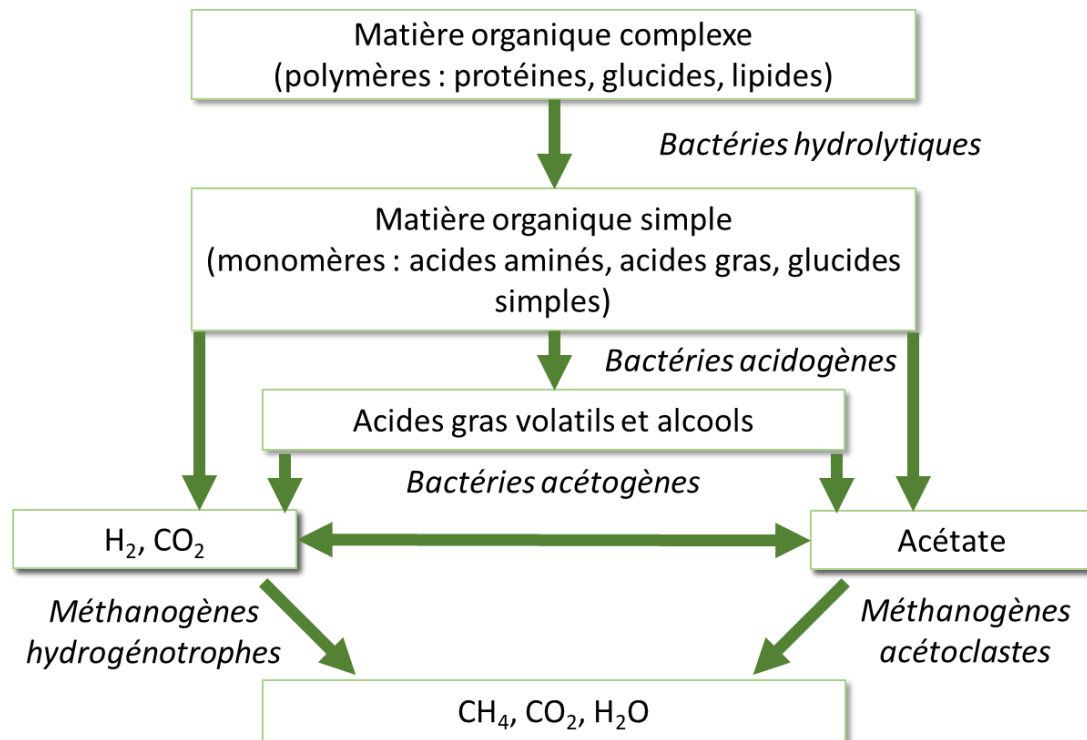 Matière organique complexe
(polymères : protéines, glucides, lipides)
Bactéries hydrolytiques
Matière organique simple
(monomères : acides aminés, acides gras, glucides
simples)
Bactéries acidogènes
Acides gras volatils et alcools
Bactéries acétogènes
H₂, CO₂
Acétate
Méthanogènes
hydrogénotrophes
Méthanogènes
acétoclastes
CH₄, CO₂, H₂O